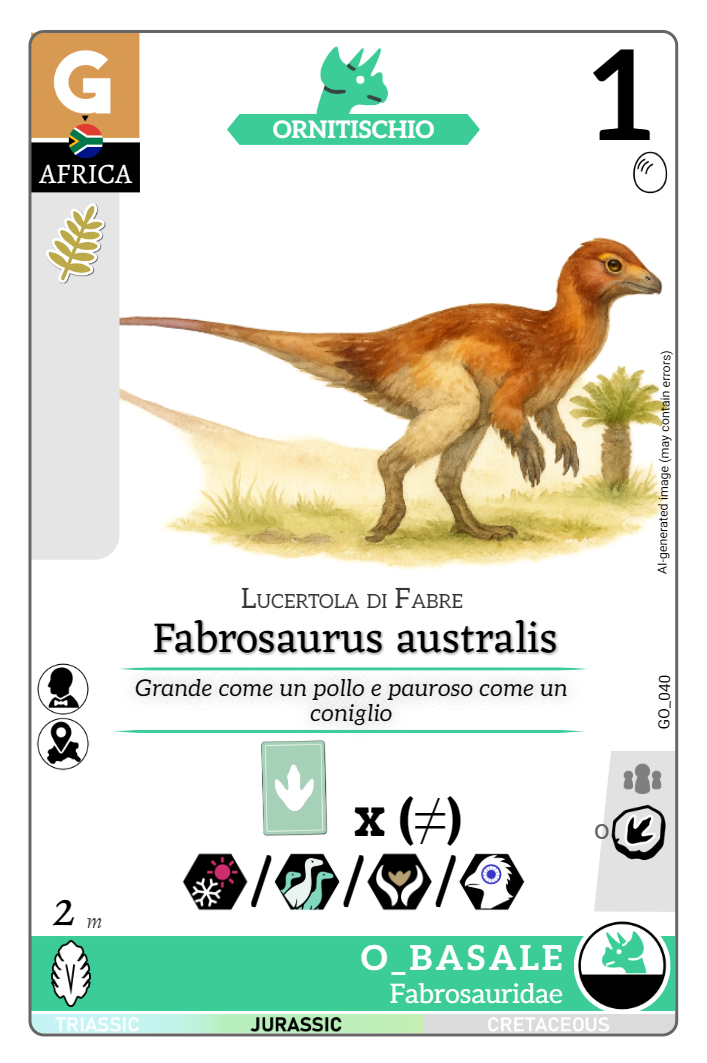 G
AFRICA
ORNITISCHIO
1
AI-generated image (may contain errors)
Lucertola di Fabre
Fabrosaurus australis
Grande come un pollo e pauroso come un
coniglio
GO_040
x (≠)
/ / /
o
2 m
O_BASALE
Fabrosauridae
TRIASSIC JURASSIC CRETACEOUS